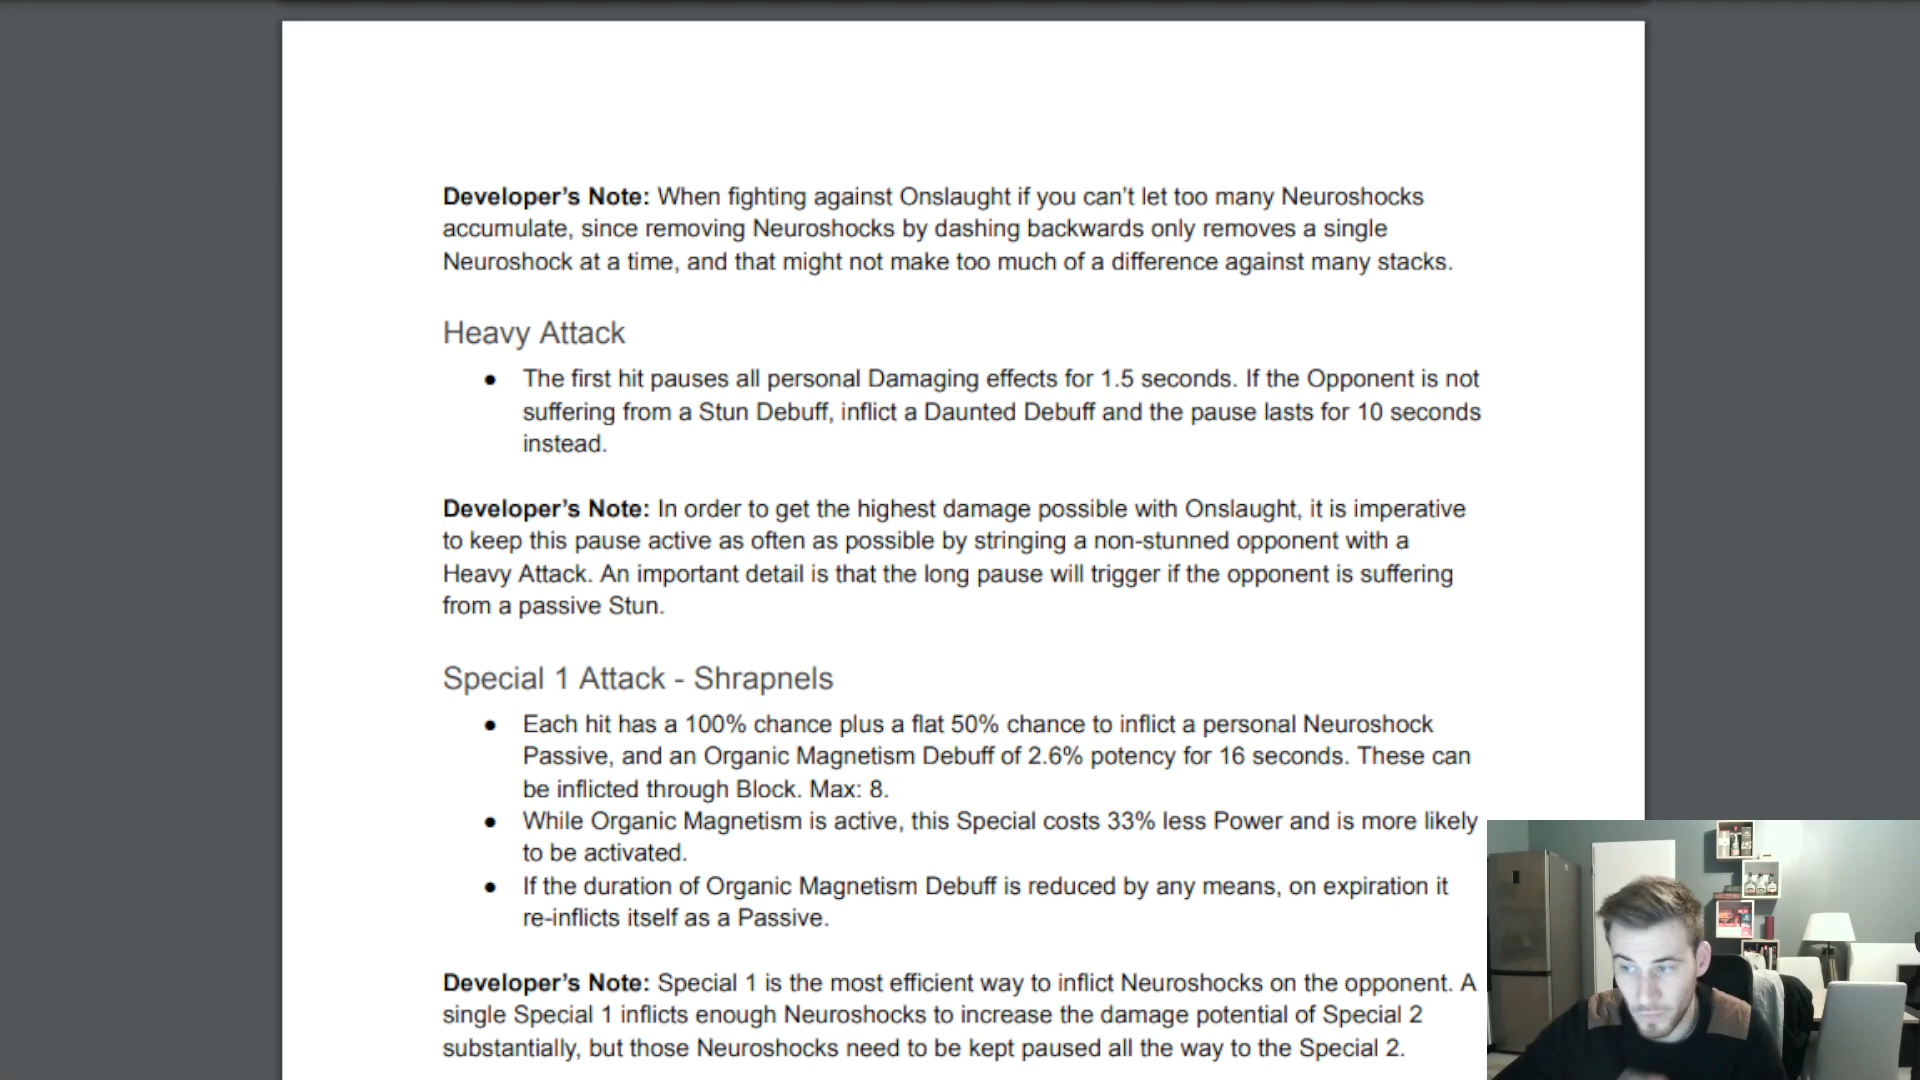 Developer's Note: When fighting against Onslaught if you can't let too many Neuroshocks
accumulate, since removing Neuroshocks by dashing backwards only removes a single
Neuroshock at a time, and that might not make too much of a difference against many stacks.
Heavy Attack
● The first hit pauses all personal Damaging effects for 1.5 seconds. If the Opponent is not
suffering from a Stun Debuff, inflict a Daunted Debuff and the pause lasts for 10 seconds
instead.
Developer's Note: In order to get the highest damage possible with Onslaught, it is imperative
to keep this pause active as often as possible by stringing a non-stunned opponent with a
Heavy Attack. An important detail is that the long pause will trigger if the opponent is suffering
from a passive Stun.
Special 1 Attack - Shrapnels
● Each hit has a 100% chance plus a flat 50% chance to inflict a personal Neuroshock
Passive, and an Organic Magnetism Debuff of 2.6% potency for 16 seconds. These can
be inflicted through Block. Max: 8.
● While Organic Magnetism is active, this Special costs 33% less Power and is more likely
to be activated.
● If the duration of Organic Magnetism Debuff is reduced by any means, on expiration it
re-inflicts itself as a Passive.
Developer's Note: Special 1 is the most efficient way to inflict Neuroshocks on the opponent. A
single Special 1 inflicts enough Neuroshocks to increase the damage potential of Special 2
substantially, but those Neuroshocks need to be kept paused all the way to the Special 2.